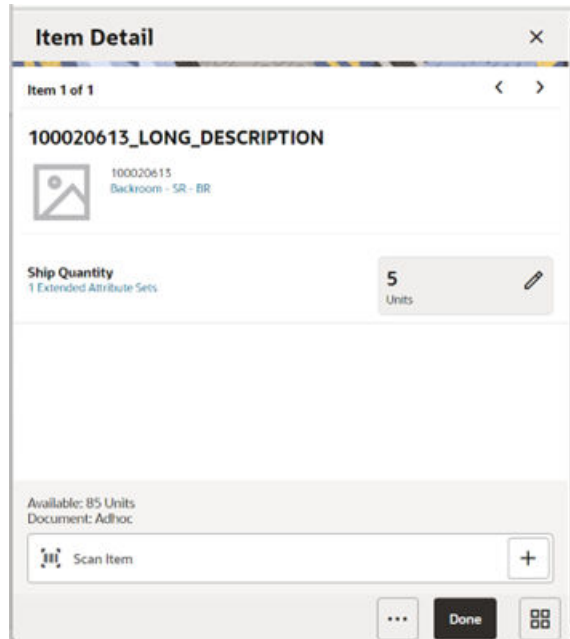 Item Detail
Item 1 of 1
100020613_LONG_DESCRIPTION
100020613
Backroom - SR - BR
Ship Quantity
1 Extended Attribute Sets
5
Units
Available: 85 Units
Document: Adhoc
Scan Item
Done